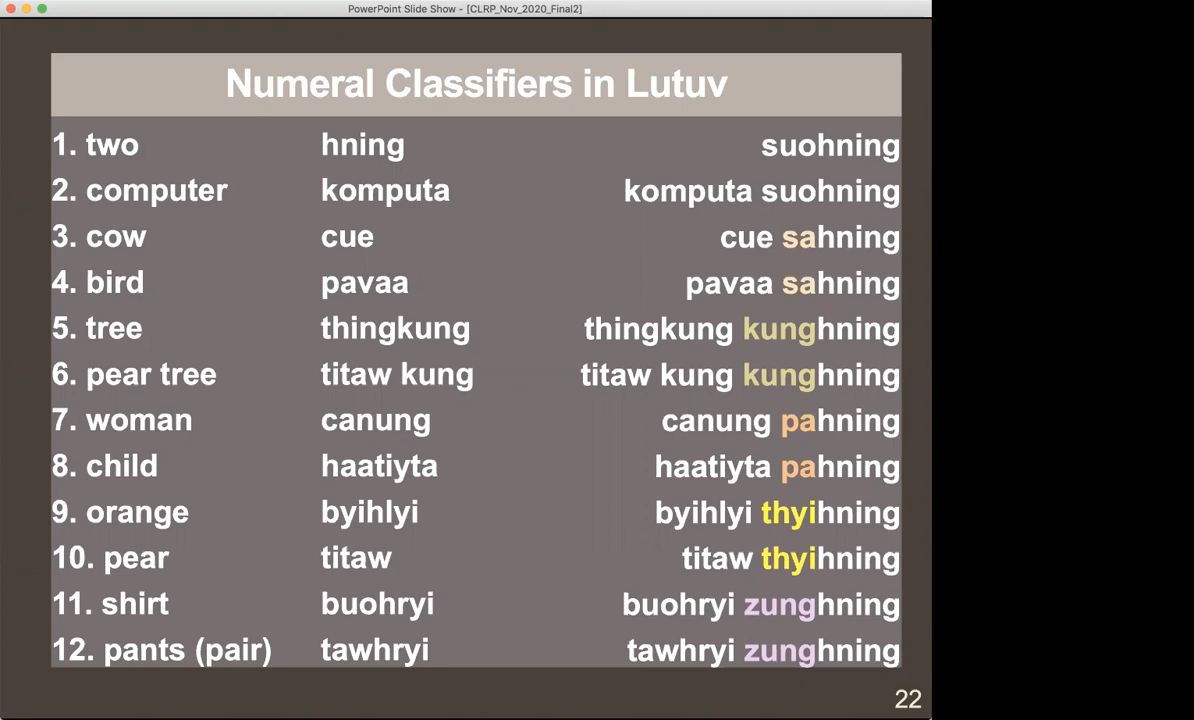 PowerPoint Slide Show - [CLRP_Nov_2020_Final2]
Numeral Classifiers in Lutuv
1. two hning suohning
2. computer komputa komputa suohning
3. cow cue cue sahning
4. bird pavaa pavaa sahning
5. tree thingkung thingkung kunghning
6. pear tree titaw kung titaw kung kunghning
7. woman canung canung pahning
8. child haatiyta haatiyta pahning
9. orange byihlyi byihlyi thyihning
10. pear titaw titaw thyihning
11. shirt buohryi buohryi zunghning
12. pants (pair) tawhryi tawhryi zunghning
22